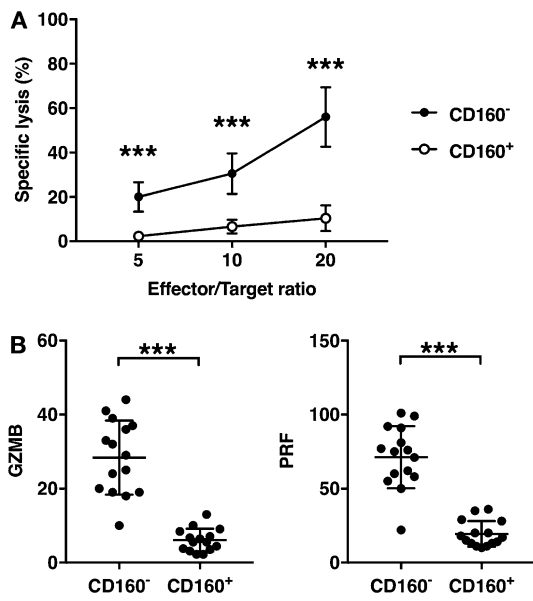 A
Specific lysis (%)
100
80
60
40
20
0
***
***
***
5
10
20
Effector/Target ratio
CD160-
CD160+
B
GZMB
60
40
20
0
***
CD160-
CD160+
PRF
150
100
50
0
***
CD160-
CD160+